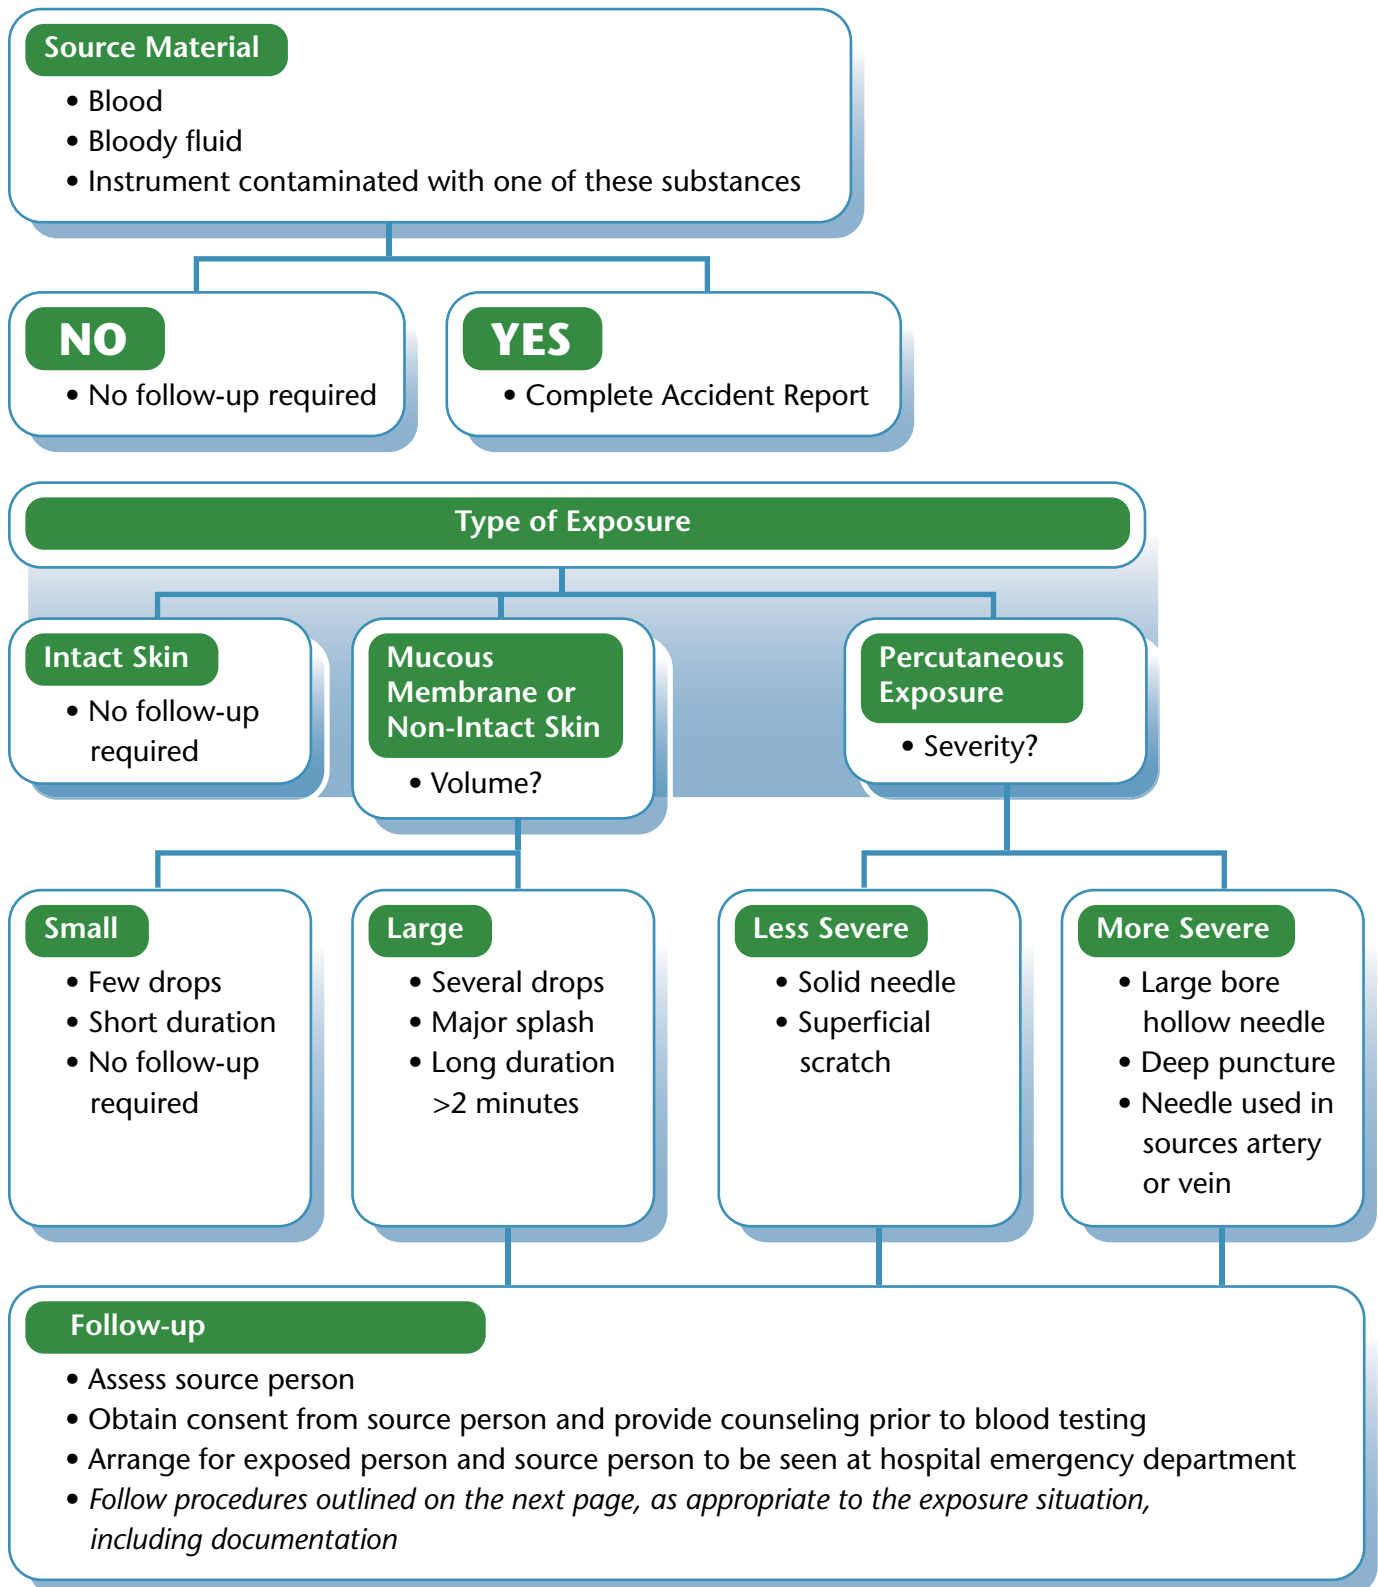 Source Material
• Blood
• Bloody fluid
• Instrument contaminated with one of these substances
NO
• No follow-up required
YES
• Complete Accident Report
Type of Exposure
Intact Skin
• No follow-up
required
Mucous
Membrane or
Non-Intact Skin
• Volume?
Percutaneous
Exposure
• Severity?
Small
• Few drops
• Short duration
• No follow-up
required
Large
• Several drops
• Major splash
• Long duration
>2 minutes
Less Severe
• Solid needle
• Superficial
scratch
More Severe
• Large bore
hollow needle
• Deep puncture
• Needle used in
sources artery
or vein
Follow-up
• Assess source person
• Obtain consent from source person and provide counseling prior to blood testing
• Arrange for exposed person and source person to be seen at hospital emergency department
• Follow procedures outlined on the next page, as appropriate to the exposure situation,
including documentation